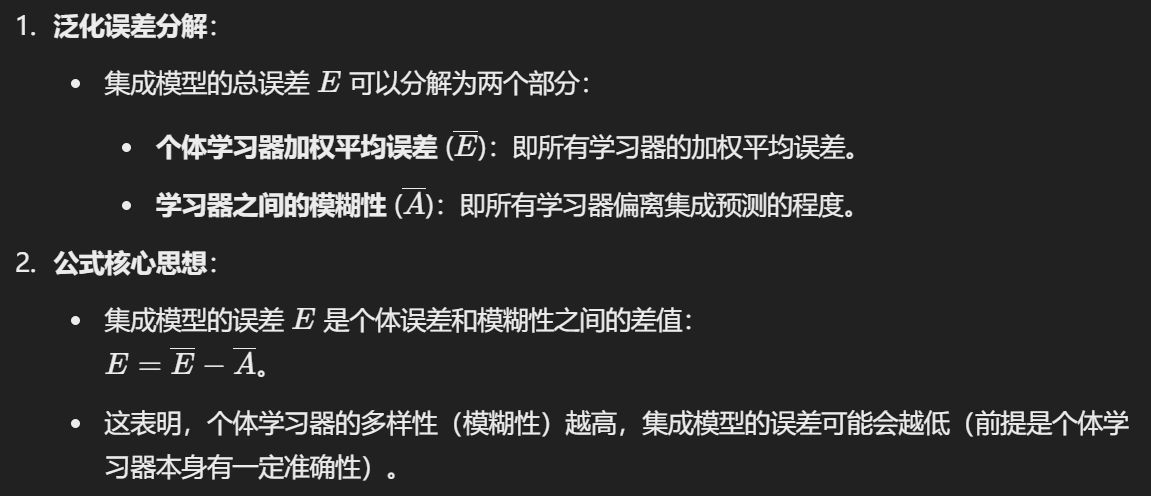 1. 泛化误差分解：
• 集成模型的总误差 E 可以分解为两个部分：
• 个体学习器加权平均误差 (E̅)：即所有学习器的加权平均误差。
• 学习器之间的模糊性 (A̅)：即所有学习器偏离集成预测的程度。
2. 公式核心思想：
• 集成模型的误差 E 是个体误差和模糊性之间的差值：
E = E̅ − A̅。
• 这表明，个体学习器的多样性（模糊性）越高，集成模型的误差可能会越低（前提是个体学
习器本身有一定准确性）。